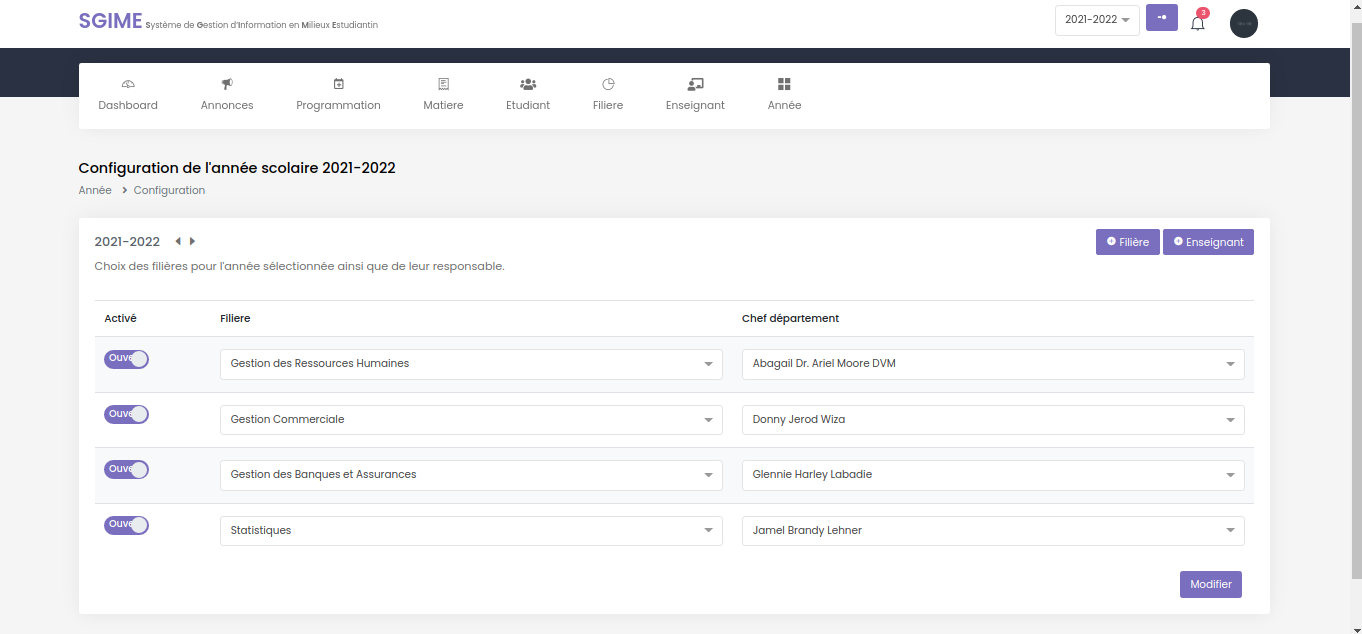 SGIME Système de Gestion d'Information en Milieux Estudiantin
2021-2022
3
Dashboard Annonces Programmation Matiere Etudiant Filiere Enseignant Année
Configuration de l'année scolaire 2021-2022
Année Configuration
2021-2022
Filière Enseignant
Choix des filières pour l'année sélectionnée ainsi que de leur responsable.
Activé Filiere Chef département
Ouve Gestion des Ressources Humaines Abagail Dr. Ariel Moore DVM
Ouve Gestion Commerciale Donny Jerod Wiza
Ouve Gestion des Banques et Assurances Glennie Harley Labadie
Ouve Statistiques Jamel Brandy Lehner
Modifier